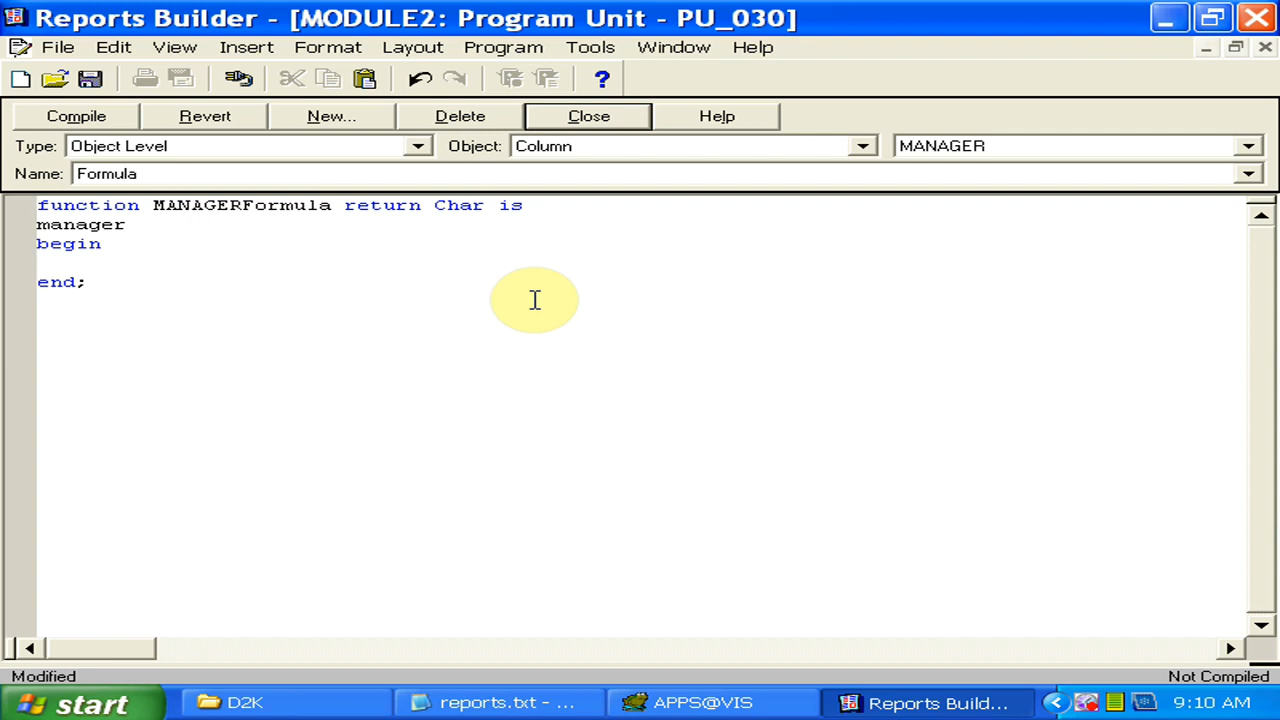 Reports Builder - [MODULE2: Program Unit - PU_030]
File Edit View Insert Format Layout Program Tools Window Help
Compile Revert New... Delete Close Help
Type: Object Level Object: Column MANAGER
Name: Formula
function MANAGERFormula return Char is
manager
begin
end;
Modified Not Compiled
start D2K reports.txt - ... APPS@VIS Reports Build... 9:10 AM